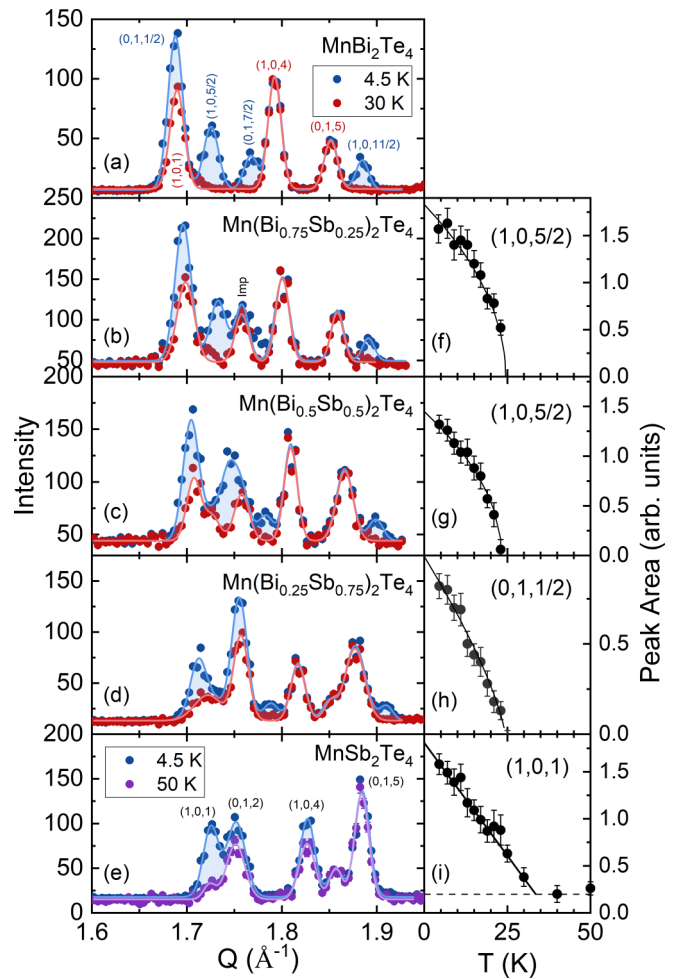 150
100
50
250
(0,1,1/2)
(1,0,5/2)
(0,1,7/2)
(1,0,4)
(0,1,5)
(1,0,11/2)
(1,0,1)
MnBi₂Te₄
4.5 K
30 K
(a)
200
150
100
50
200
Mn(Bi₀.₇₅Sb₀.₂₅)₂Te₄
Imp
(b)
(1,0,5/2)
(f)
1.5
1.0
0.5
0.0
150
100
50
200
Mn(Bi₀.₅Sb₀.₅)₂Te₄
(c)
(1,0,5/2)
(g)
1.5
1.0
0.5
0.0
150
100
50
200
Mn(Bi₀.₂₅Sb₀.₇₅)₂Te₄
(d)
(0,1,1/2)
(h)
0.5
0.0
150
100
50
0
4.5 K
50 K
MnSb₂Te₄
(1,0,1)
(0,1,2)
(1,0,4)
(0,1,5)
(e)
(1,0,1)
(i)
1.5
1.0
0.5
0.0
1.6
1.7
1.8
1.9
0
25
50
Intensity
Peak Area (arb. units)
Q (Å⁻¹)
T (K)